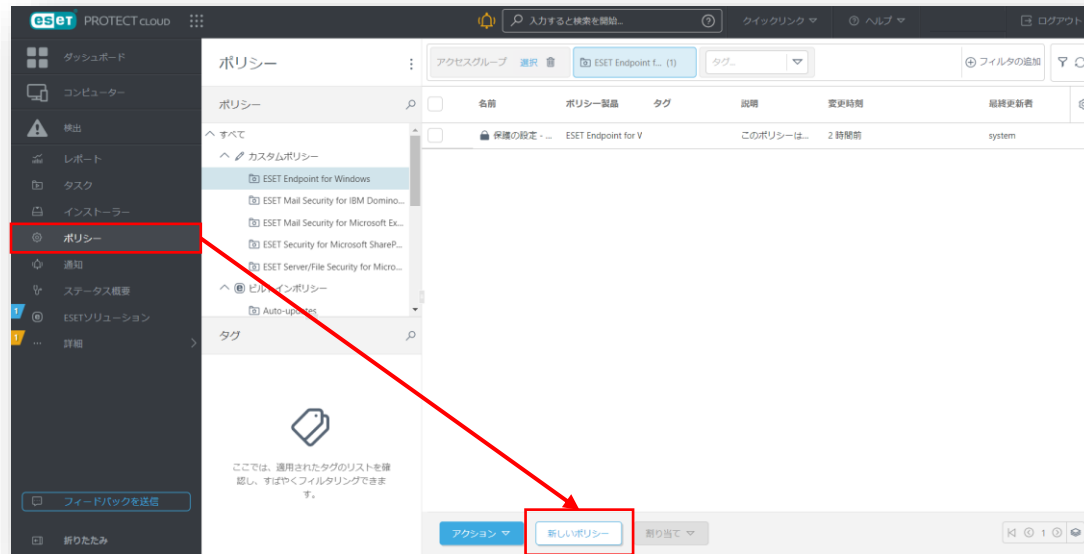 eset PROTECT CLOUD
入力すると検索を開始...
クイックリンク
ヘルプ
ログアウト
ダッシュボード
コンピューター
検出
レポート
タスク
インストーラー
ポリシー
通知
ステータス概要
1
ESETソリューション
1
詳細
フィードバックを送信
折りたたみ
ポリシー
ポリシー
すべて
カスタムポリシー
ESET Endpoint for Windows
ESET Mail Security for IBM Domino...
ESET Mail Security for Microsoft Ex...
ESET Security for Microsoft ShareP...
ESET Server/File Security for Micro...
ビルトインポリシー
Auto-updates
タグ
ここでは、適用されたタグのリストを確
認し、すばやくフィルタリングできま
す。
アクセスグループ 選択
ESET Endpoint f... (1)
タグ...
フィルタの追加
名前 ポリシー製品 タグ 説明 変更時刻 最終更新者
保護の設定 - ... ESET Endpoint for V このポリシーは... 2 時間前 system
アクション
新しいポリシー
割り当て
1